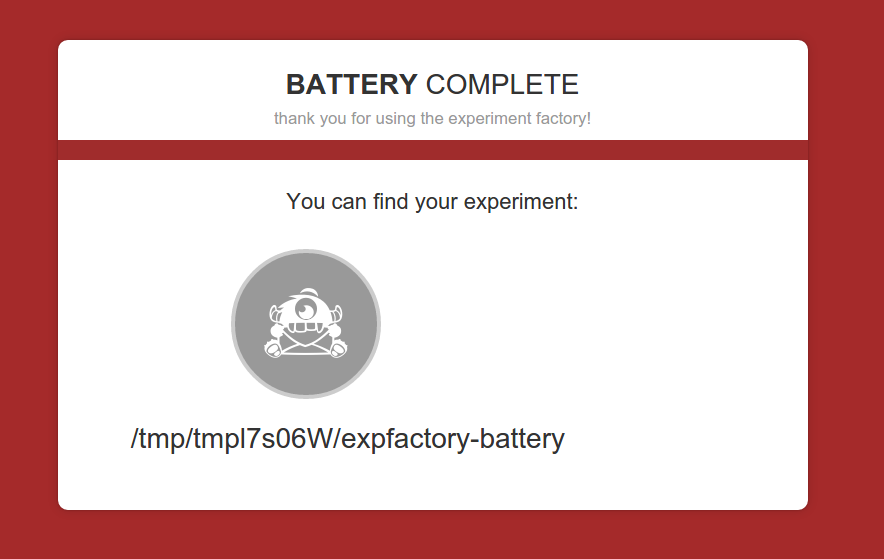 BATTERY COMPLETE
thank you for using the experiment factory!
You can find your experiment:
/tmp/tmpl7s06W/expfactory-battery